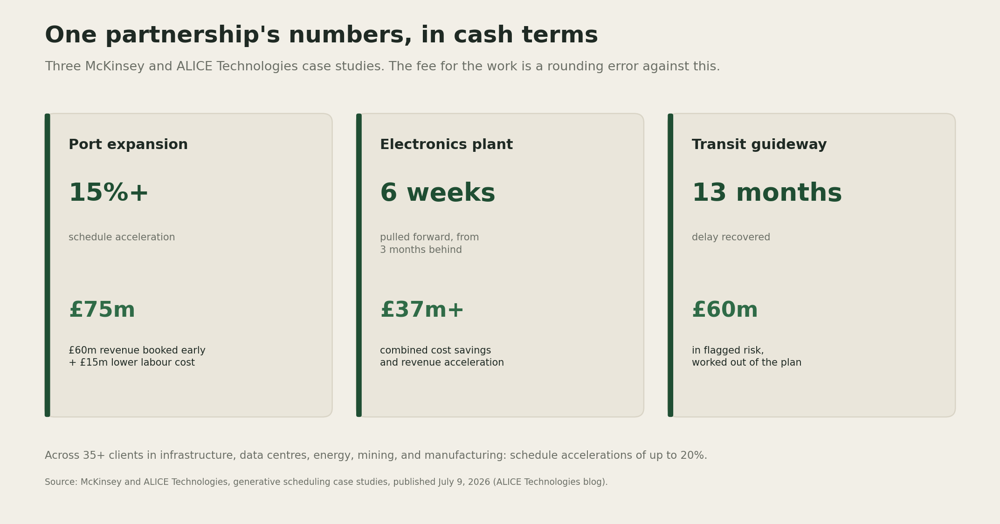 One partnership's numbers, in cash terms
Three McKinsey and ALICE Technologies case studies. The fee for the work is a rounding error against this.
Port expansion
15%+
schedule acceleration
£75m
£60m revenue booked early
+ £15m lower labour cost
Electronics plant
6 weeks
pulled forward, from
3 months behind
£37m+
combined cost savings
and revenue acceleration
Transit guideway
13 months
delay recovered
£60m
in flagged risk,
worked out of the plan
Across 35+ clients in infrastructure, data centres, energy, mining, and manufacturing: schedule accelerations of up to 20%.
Source: McKinsey and ALICE Technologies, generative scheduling case studies, published July 9, 2026 (ALICE Technologies blog).